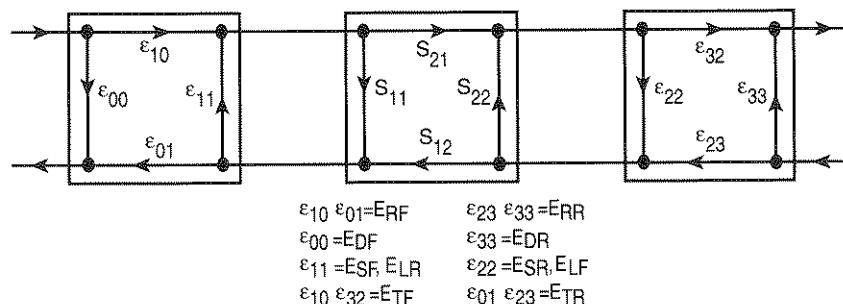 ε10 S21 ε32
ε00 ε11 S11 S22 ε22 ε33
ε01 S12 ε23
ε10 ε01=ERF ε23 ε33=ERR
ε00=EDF ε33=EDR
ε11=ESF, ELR ε22=ESR, ELF
ε10 ε32=ETF ε01 ε23=ETR